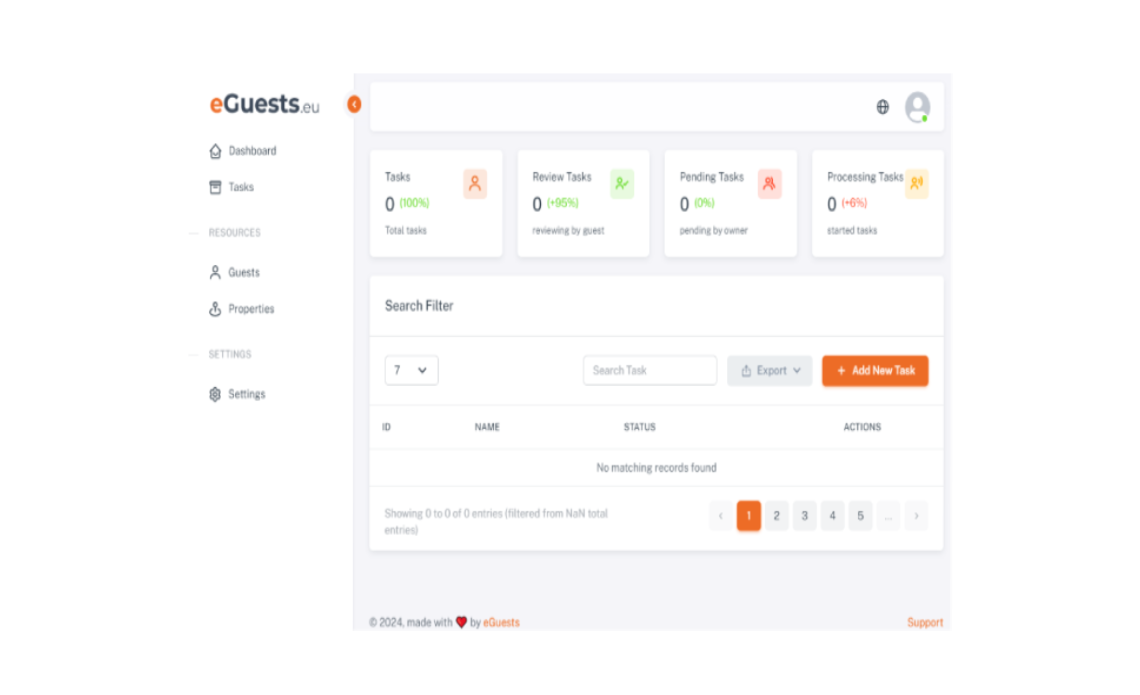 eGuests.eu
Dashboard
Tasks
RESOURCES
Guests
Properties
SETTINGS
Settings
Tasks
0 (100%)
Total tasks
Review Tasks
0 (+95%)
reviewing by guest
Pending Tasks
0 (0%)
pending by owner
Processing Tasks
0 (+6%)
started tasks
Search Filter
7
Search Task
Export
+ Add New Task
ID NAME STATUS ACTIONS
No matching records found
Showing 0 to 0 of 0 entries (filtered from NaN total
entries)
‹ 1 2 3 4 5 ... ›
© 2024, made with ❤ by eGuests
Support